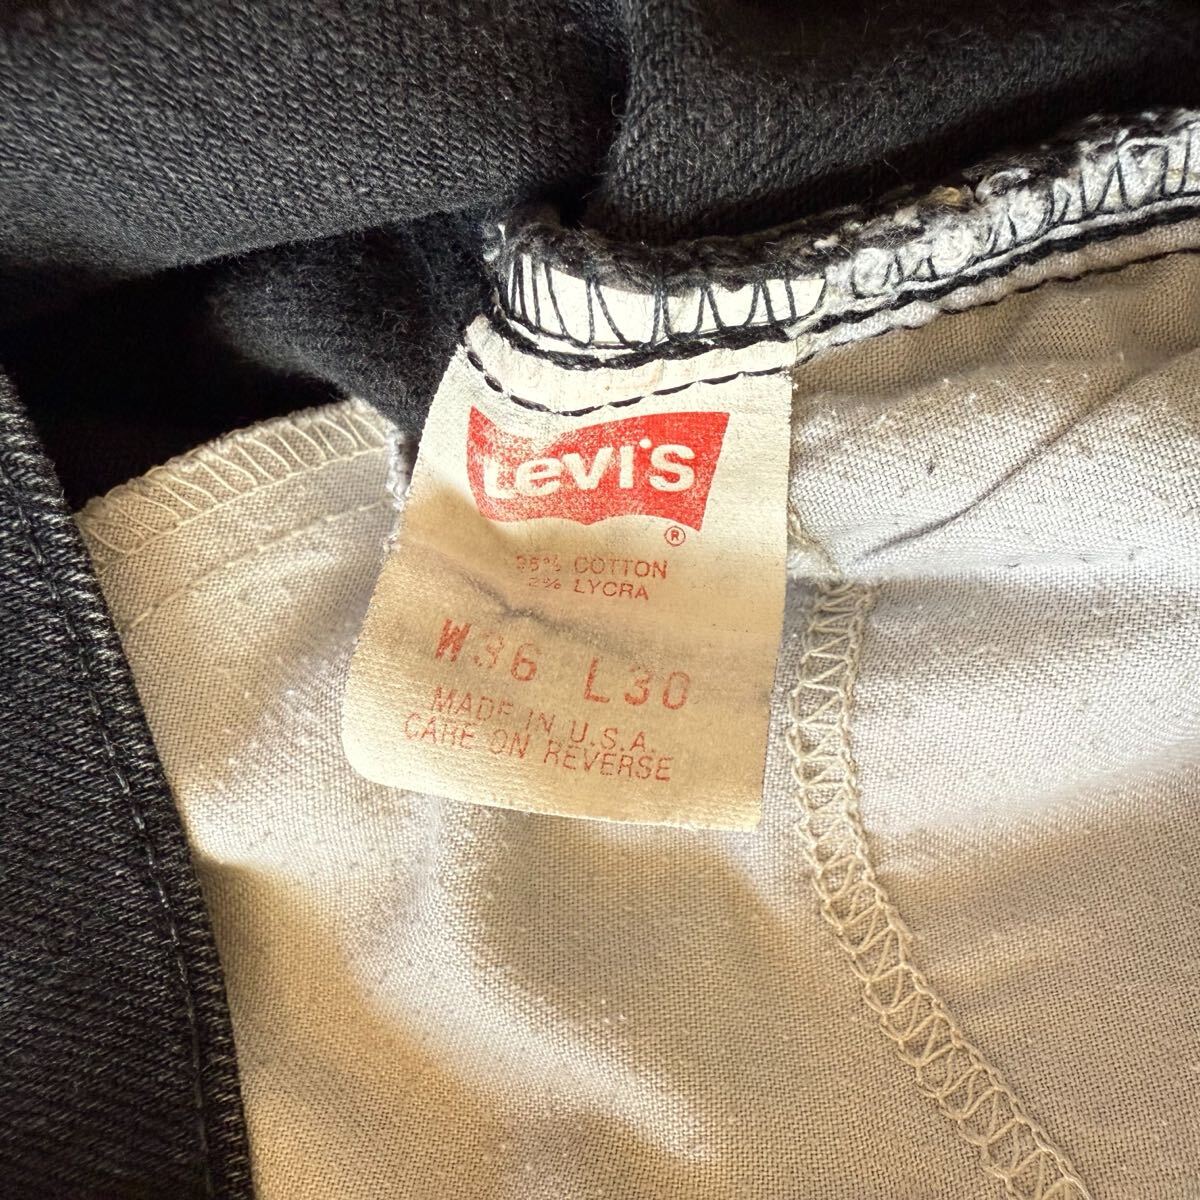 Levi's
®
% COTTON
% LYCRA
W36 L30
MADE IN U.S.A.
CARE ON REVERSE